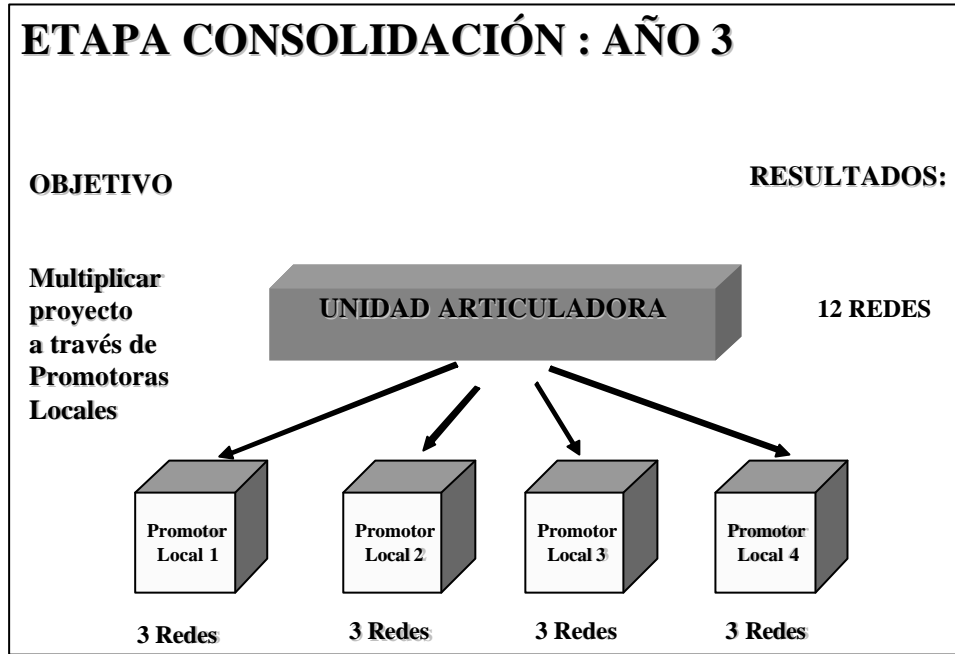 ETAPA CONSOLIDACIÓN : AÑO 3
OBJETIVO
RESULTADOS:
Multiplicar
proyecto
a través de
Promotoras
Locales
UNIDAD ARTICULADORA
12 REDES
Promotor
Local 1
Promotor
Local 2
Promotor
Local 3
Promotor
Local 4
3 Redes
3 Redes
3 Redes
3 Redes